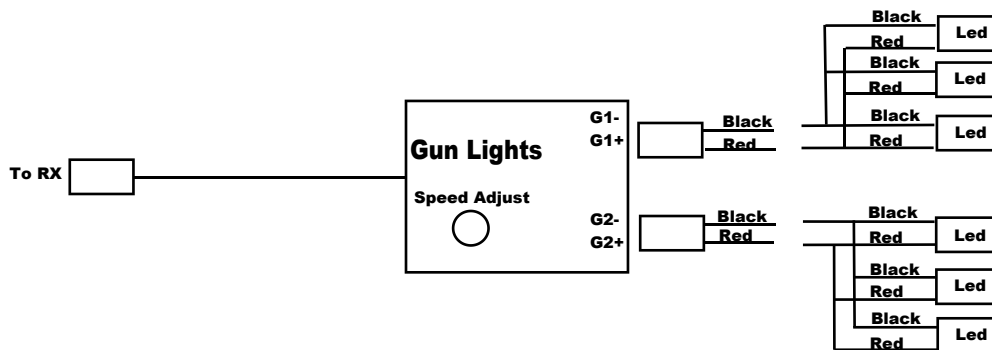 Black
Led
Red
Black
Led
Red
G1-
Black
Black
Led
G1+
Red
Red
Gun Lights
To RX
Speed Adjust
G2-
Black
Black
Led
G2+
Red
Red
Black
Led
Red
Black
Led
Red